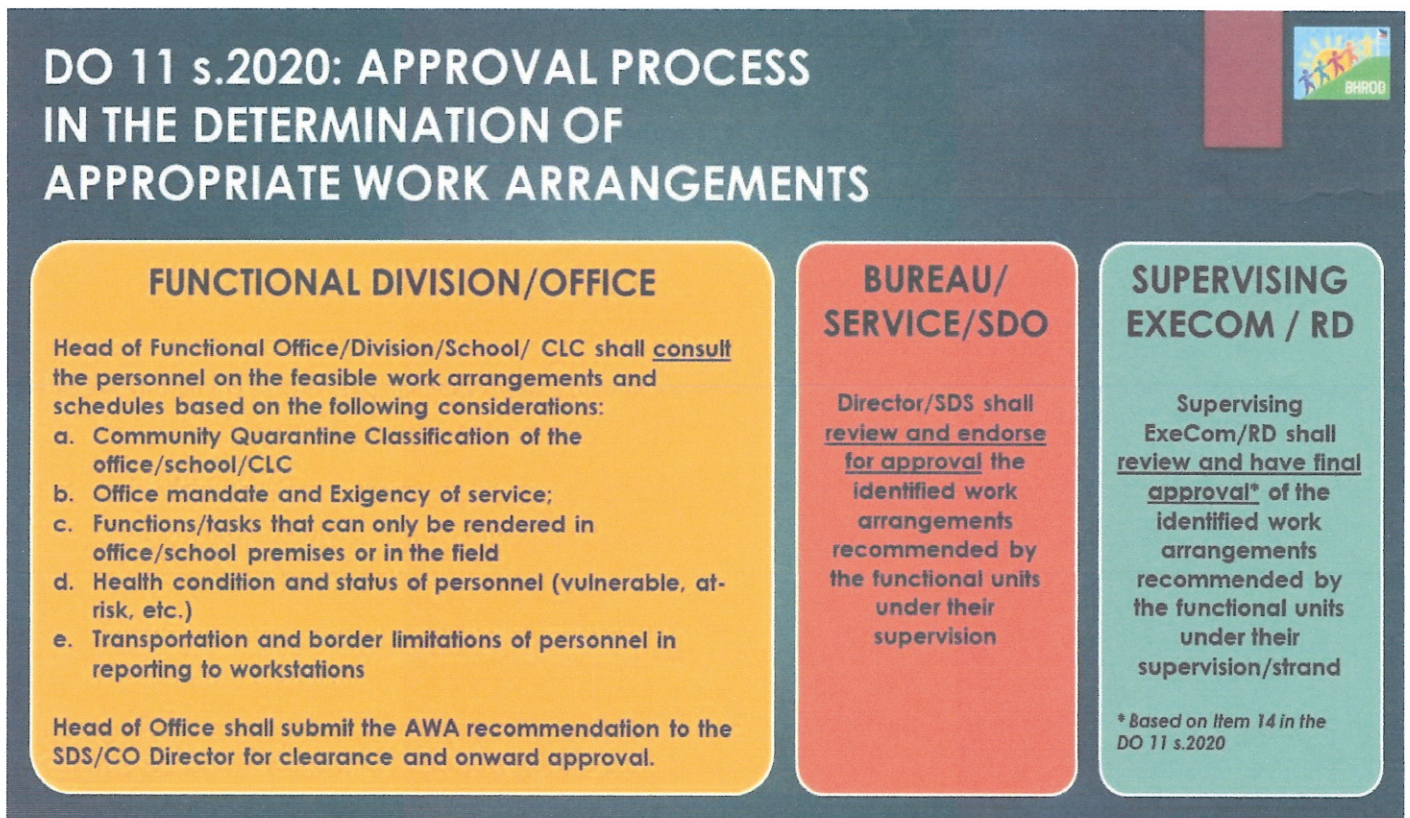 DO 11 s.2020: APPROVAL PROCESS
IN THE DETERMINATION OF
APPROPRIATE WORK ARRANGEMENTS
BHROD
FUNCTIONAL DIVISION/OFFICE
Head of Functional Office/Division/School/ CLC shall consult
the personnel on the feasible work arrangements and
schedules based on the following considerations:
a. Community Quarantine Classification of the
office/school/CLC
b. Office mandate and Exigency of service;
c. Functions/tasks that can only be rendered in
office/school premises or in the field
d. Health condition and status of personnel (vulnerable, at-
risk, etc.)
e. Transportation and border limitations of personnel in
reporting to workstations
Head of Office shall submit the AWA recommendation to the
SDS/CO Director for clearance and onward approval.
BUREAU/
SERVICE/SDO
Director/SDS shall
review and endorse
for approval the
identified work
arrangements
recommended by
the functional units
under their
supervision
SUPERVISING
EXECOM / RD
Supervising
ExeCom/RD shall
review and have final
approval* of the
identified work
arrangements
recommended by
the functional units
under their
supervision/strand
* Based on Item 14 in the
DO 11 s.2020